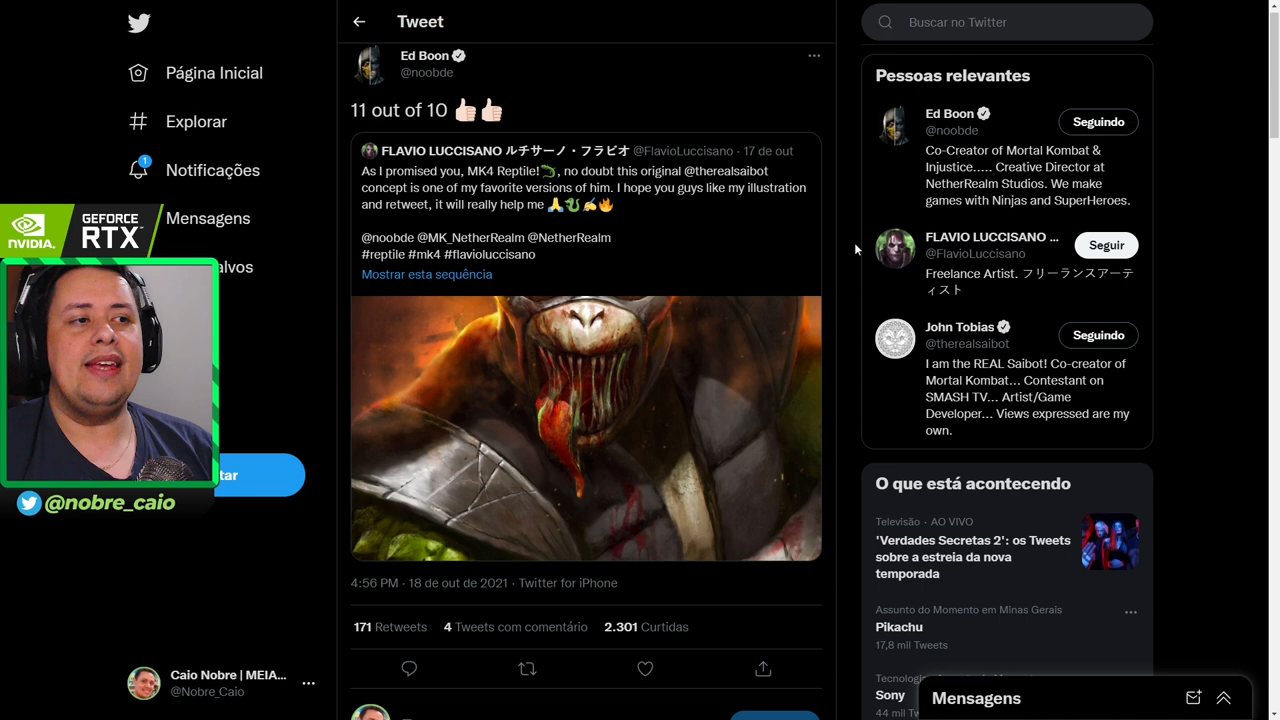 Tweet
Buscar no Twitter
Página Inicial
Explorar
1
Notificações
Mensagens
alvos
tar
NVIDIA.
GEFORCE
RTX
@nobre_caio
Caio Nobre | MEIA...
@Nobre_Caio
Ed Boon
@noobde
11 out of 10 👍🏻👍🏻
FLAVIO LUCCISANO ルチサーノ・フラビオ @FlavioLuccisano · 17 de out
As I promised you, MK4 Reptile!🦎, no doubt this original @therealsaibot
concept is one of my favorite versions of him. I hope you guys like my illustration
and retweet, it will really help me 🙏🐉✍🔥
@noobde @MK_NetherRealm @NetherRealm
#reptile #mk4 #flavioluccisano
Mostrar esta sequência
4:56 PM · 18 de out de 2021 · Twitter for iPhone
171 Retweets 4 Tweets com comentário 2.301 Curtidas
Pessoas relevantes
Ed Boon
@noobde
Seguindo
Co-Creator of Mortal Kombat &
Injustice..... Creative Director at
NetherRealm Studios. We make
games with Ninjas and SuperHeroes.
FLAVIO LUCCISANO ...
@FlavioLuccisano
Seguir
Freelance Artist. フリーランスアーテ
ィスト
John Tobias
@therealsaibot
Seguindo
I am the REAL Saibot! Co-creator of
Mortal Kombat... Contestant on
SMASH TV... Artist/Game
Developer... Views expressed are my
own.
O que está acontecendo
Televisão · AO VIVO
'Verdades Secretas 2': os Tweets
sobre a estreia da nova
temporada
Assunto do Momento em Minas Gerais
Pikachu
17,8 mil Tweets
Sony
44 mil
Mensagens